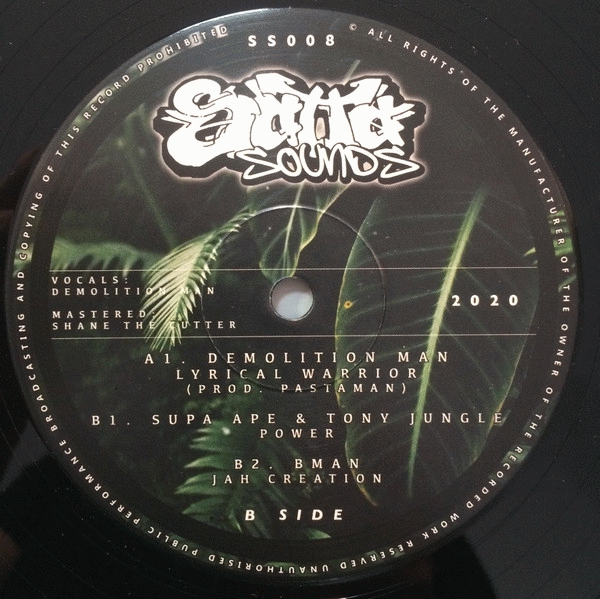 SS008
© ALL RIGHTS OF THE MANUFACTURER OF THE OWNER OF THE RECORDED WORK RESERVED UNAUTHORISED PUBLIC PERFORMANCE BROADCASTING AND COPYING OF THIS RECORD PROHIBITED
Satta
SOUNDS
VOCALS:
DEMOLITION MAN
MASTERED:
SHANE THE CUTTER
2020
A1. DEMOLITION MAN
LYRICAL WARRIOR
(PROD. PASTAMAN)
B1. SUPA APE & TONY JUNGLE
POWER
B2. BMAN
JAH CREATION
B SIDE